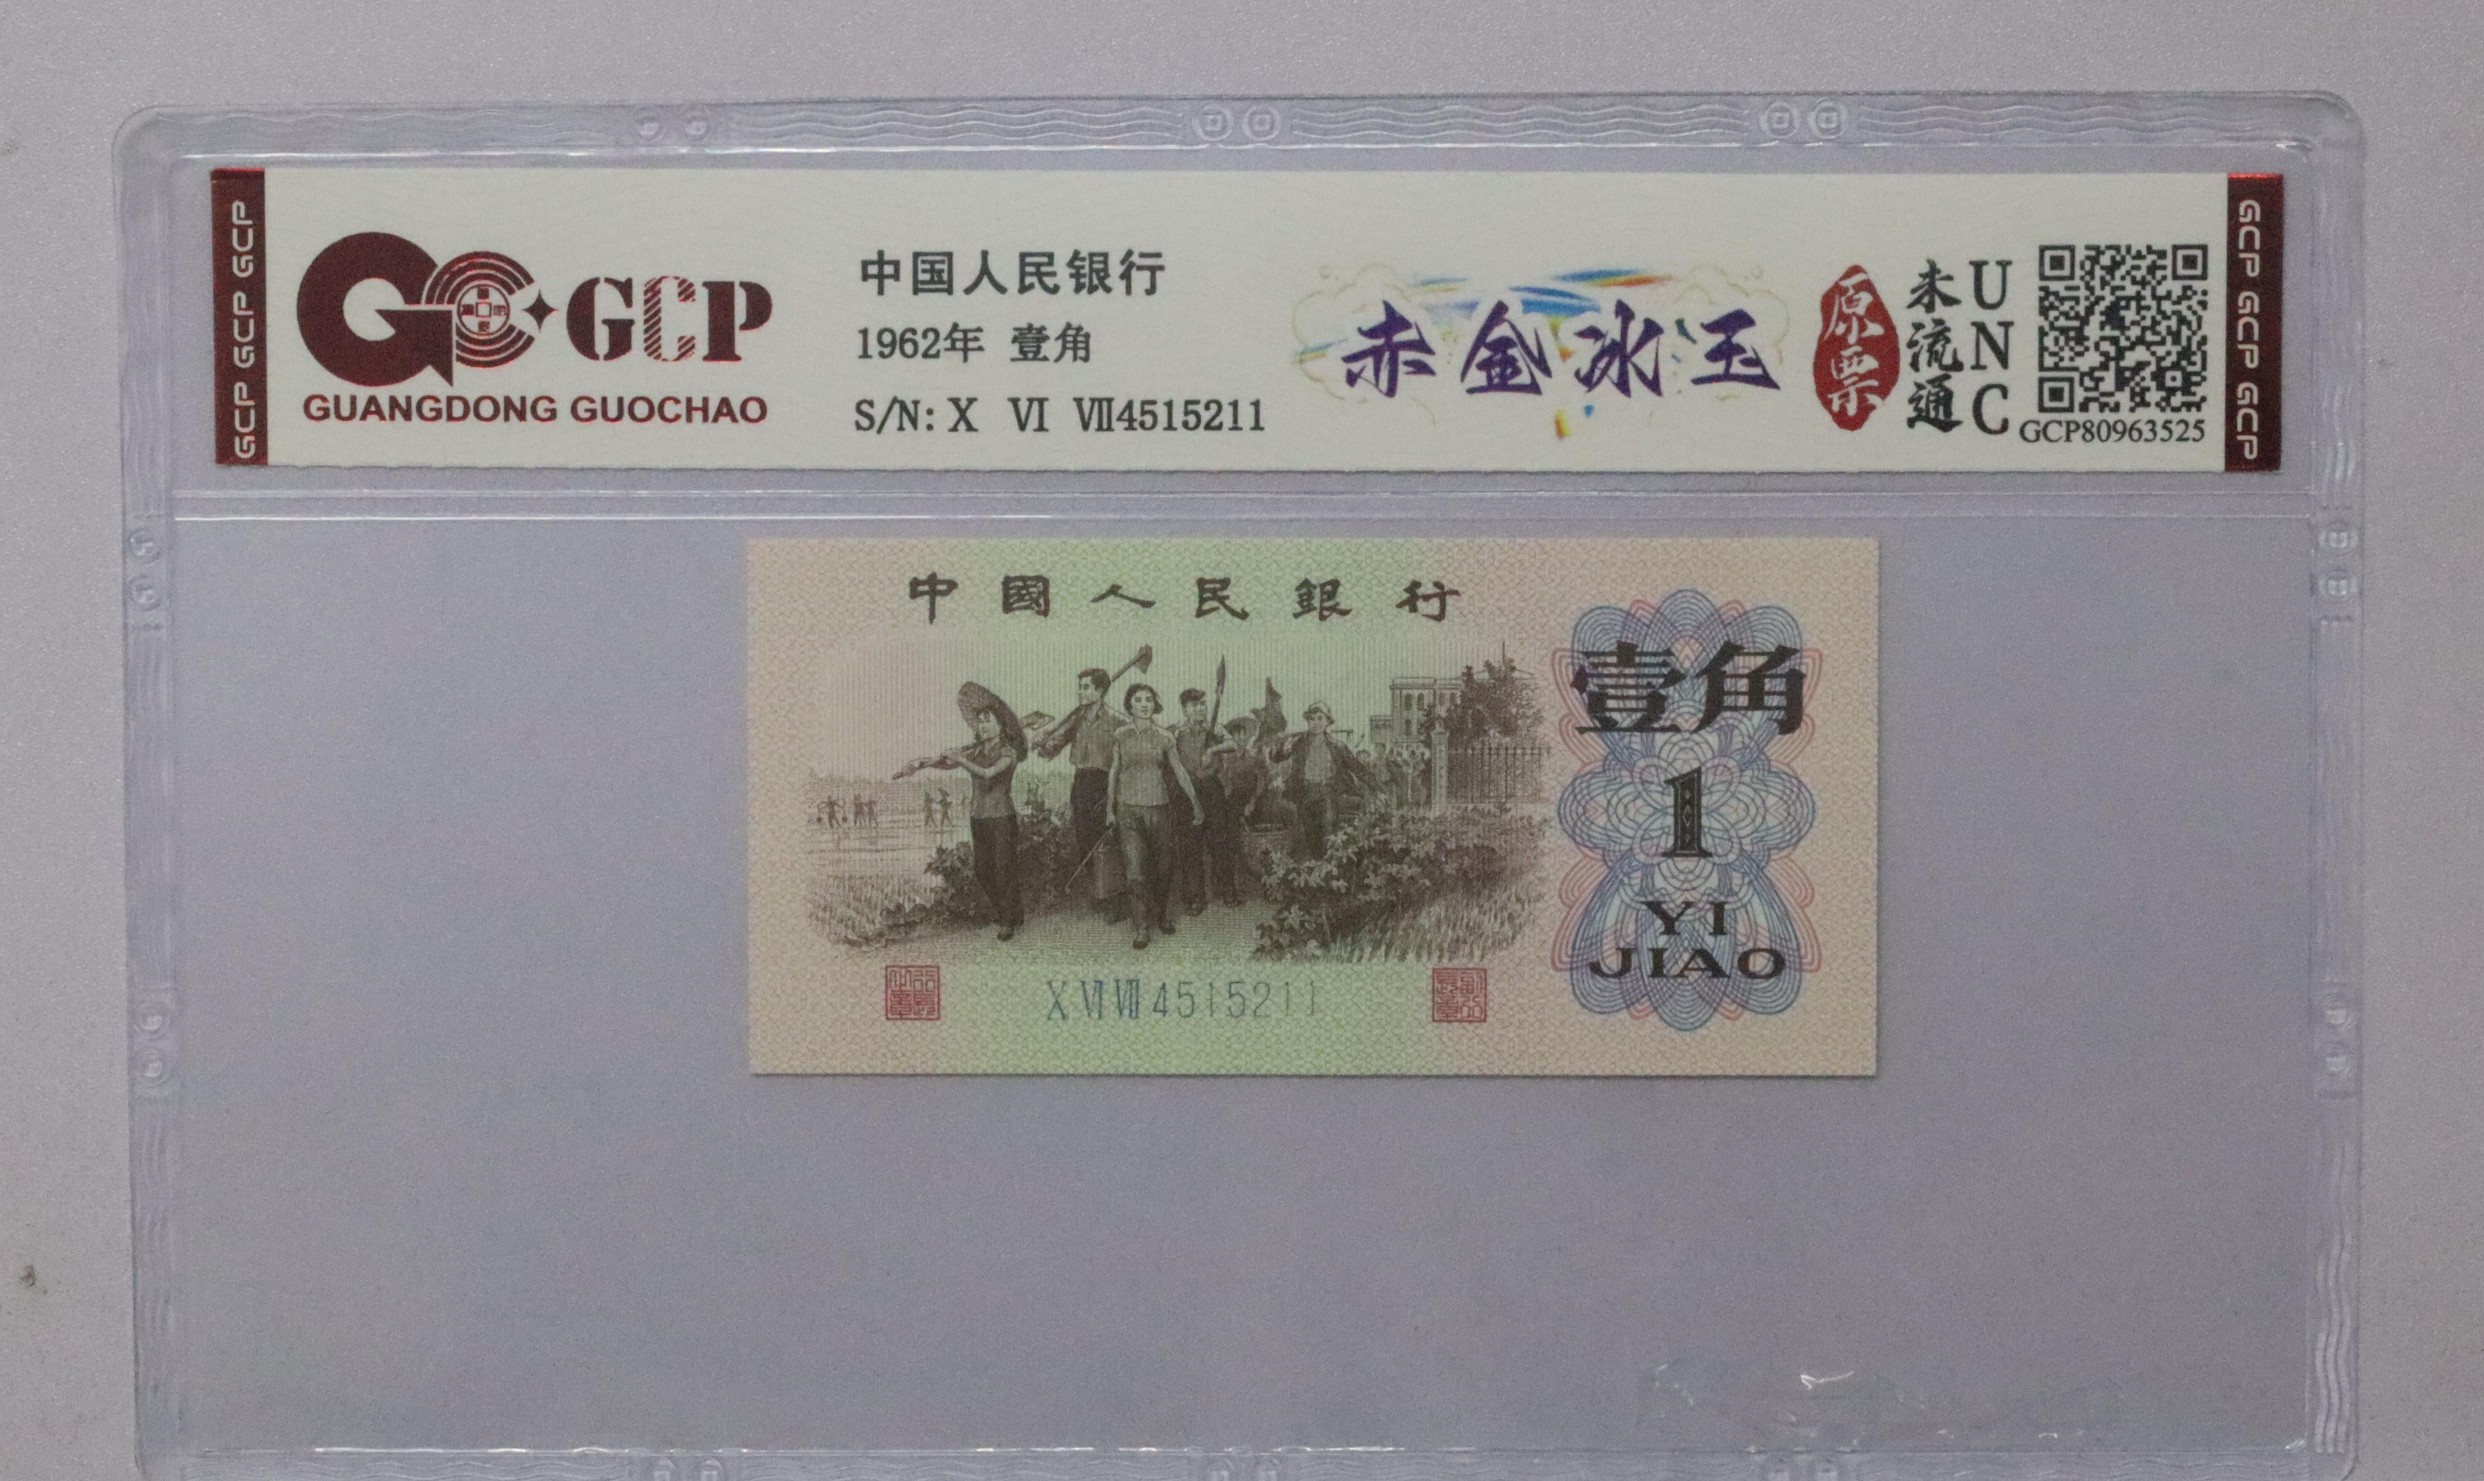 GCP GCP GCP
GCP
GUANGDONG GUOCHAO
中国人民银行
1962年 壹角
S/N: X VI VII4515211
赤金冰玉
原票
未流通
UNC
GCP80963525
GCP GCP GCP
中國人民銀行
壹角
1
YI
JIAO
X VI VII 4515211